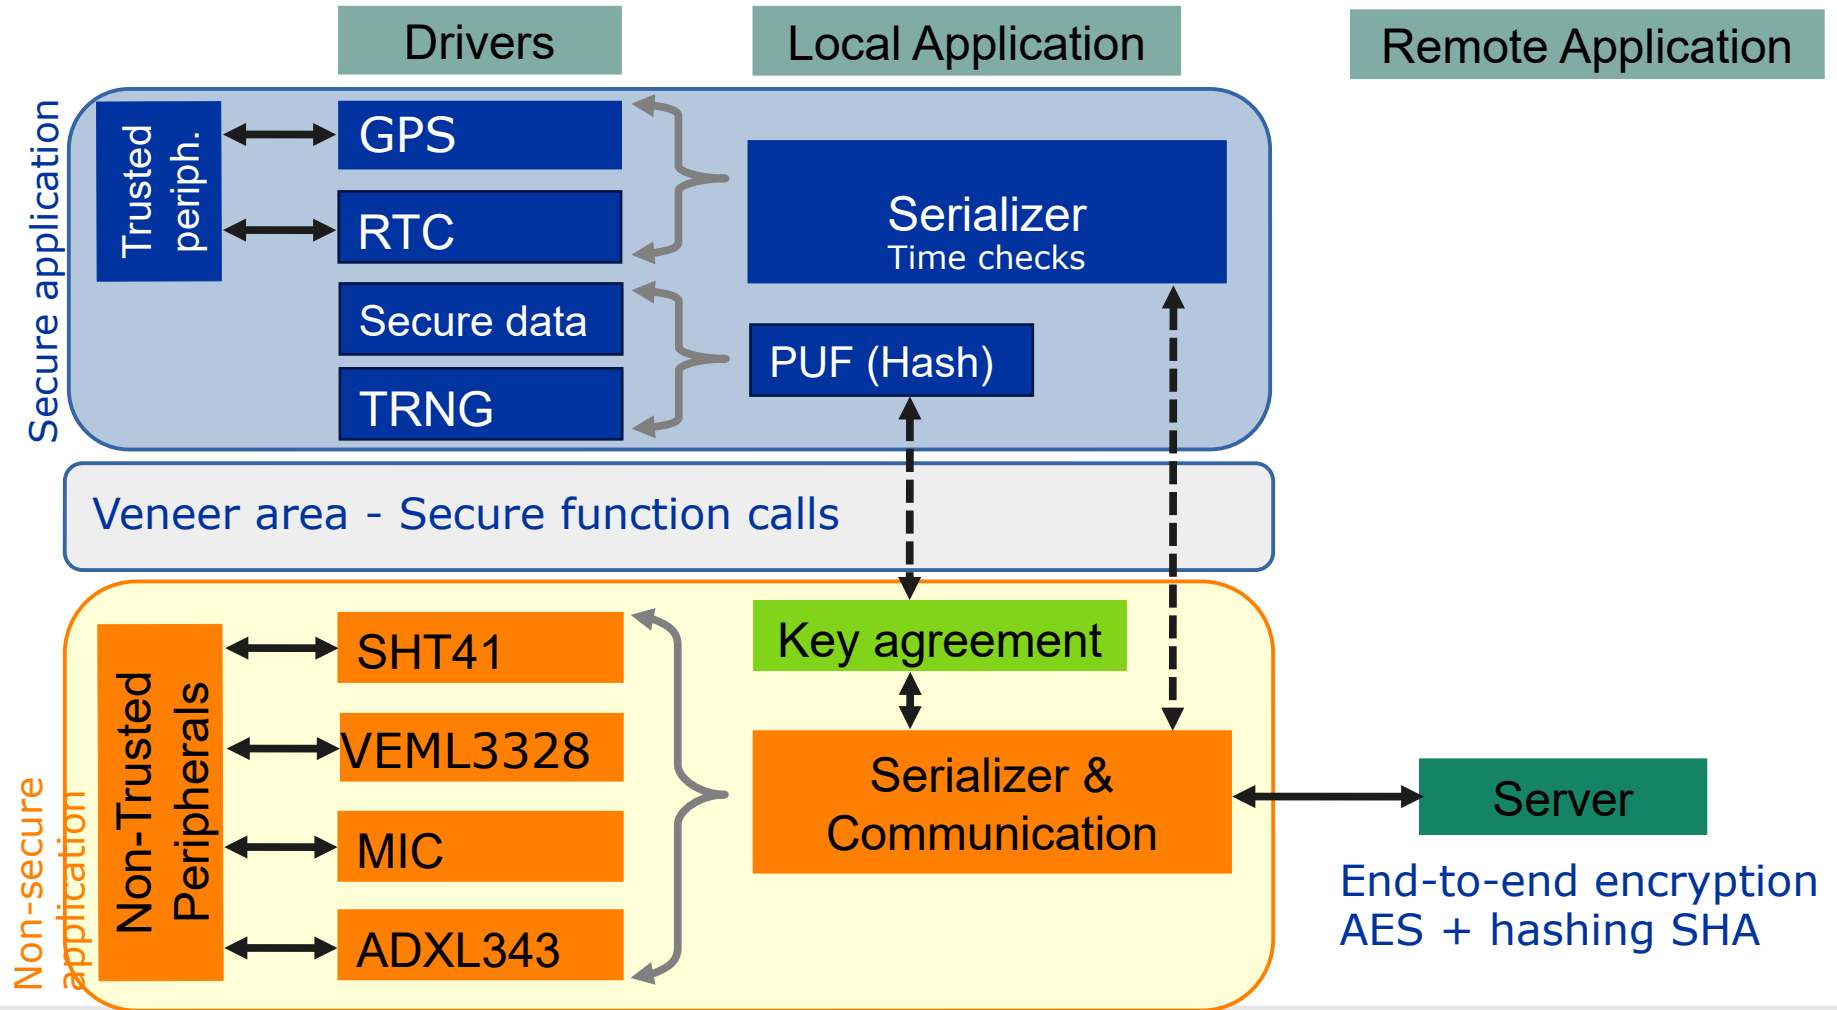 Drivers
Local Application
Remote Application
Secure application
Trusted
periph.
GPS
RTC
Secure data
TRNG
Serializer
Time checks
PUF (Hash)
Veneer area - Secure function calls
Non-secure
application
Non-Trusted
Peripherals
SHT41
VEML3328
MIC
ADXL343
Key agreement
Serializer &
Communication
Server
End-to-end encryption
AES + hashing SHA